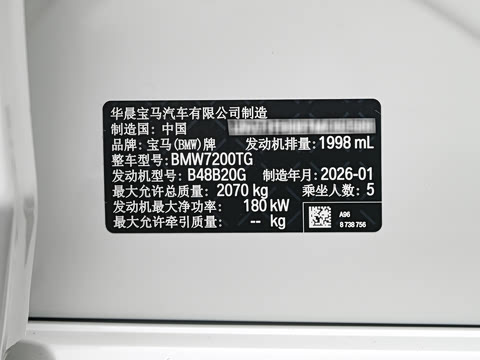 华晨宝马汽车有限公司制造
制造国：中国
品牌：宝马(BMW)牌 发动机排量：1998 mL
整车型号：BMW7200TG
发动机型号：B48B20G 制造年月：2026-01
最大允许总质量： 2070 kg 乘坐人数：5
发动机最大净功率： 180 kW
最大允许牵引质量： -- kg
A96
8 738 756